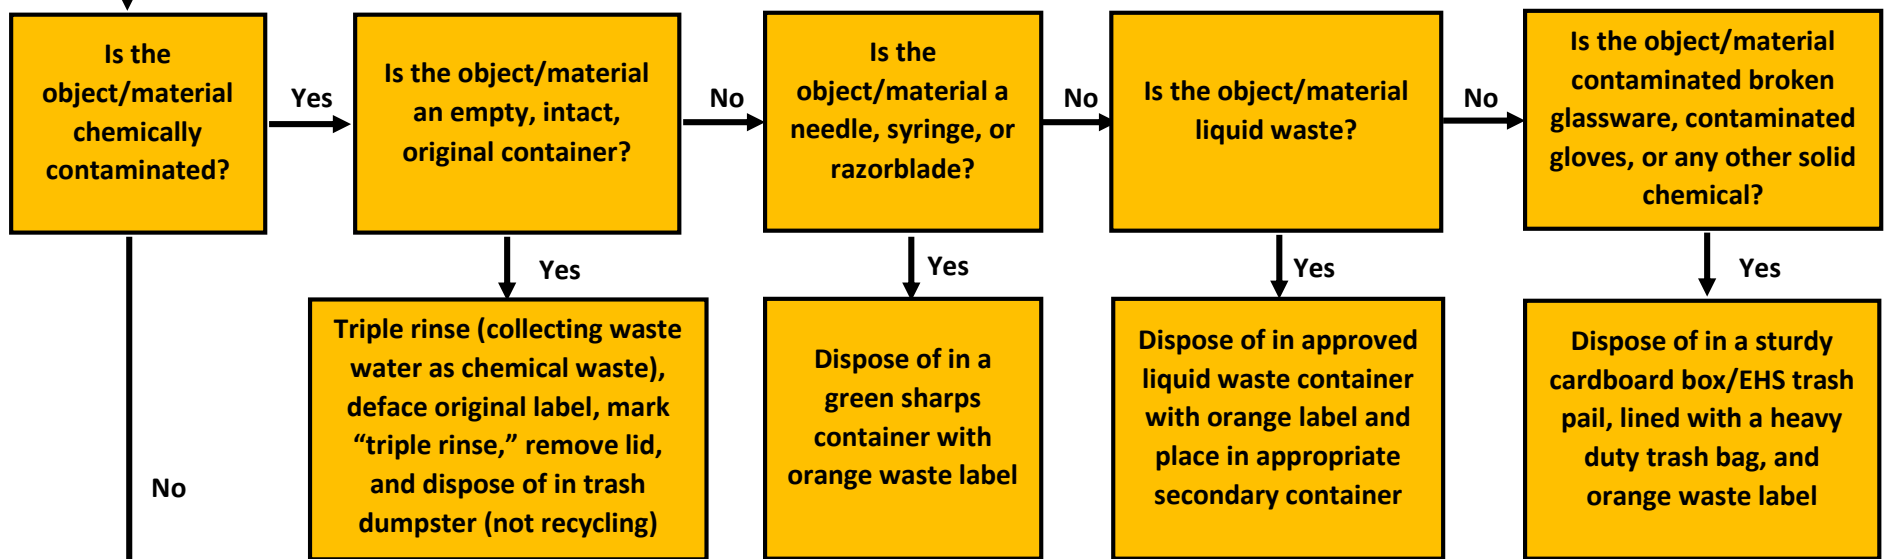 Is the
object/material
chemically
contaminated?
Yes
Is the object/material
an empty, intact,
original container?
No
Is the
object/material a
needle, syringe, or
razorblade?
No
Is the object/material
liquid waste?
No
Is the object/material
contaminated broken
glassware, contaminated
gloves, or any other solid
chemical?
Yes
Yes
Yes
Yes
Triple rinse (collecting waste
water as chemical waste),
deface original label, mark
“triple rinse,” remove lid,
and dispose of in trash
dumpster (not recycling)
Dispose of in a
green sharps
container with
orange waste label
Dispose of in approved
liquid waste container
with orange label and
place in appropriate
secondary container
Dispose of in a sturdy
cardboard box/EHS trash
pail, lined with a heavy
duty trash bag, and
orange waste label
No